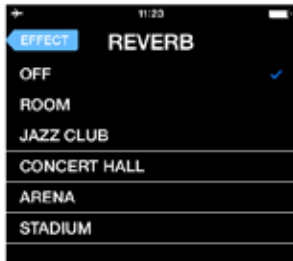 11:23
EFFECT
REVERB
OFF
ROOM
JAZZ CLUB
CONCERT HALL
ARENA
STADIUM